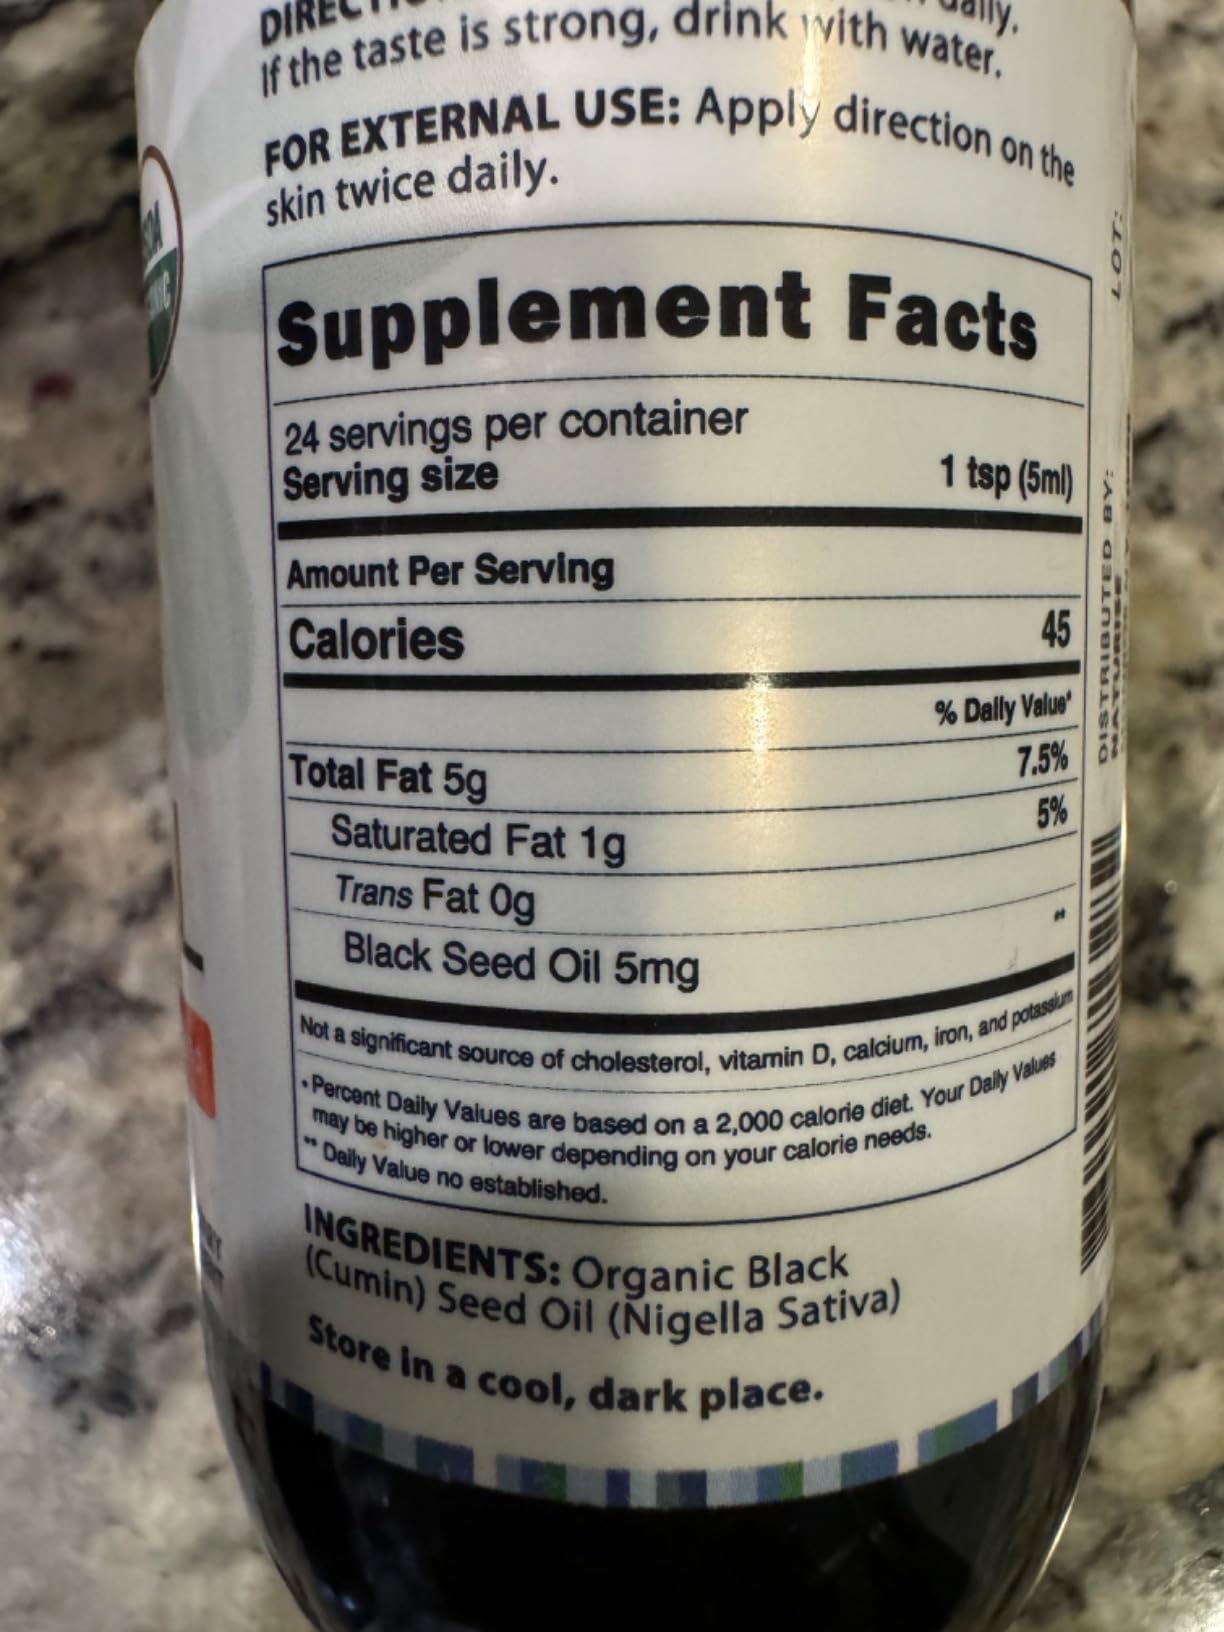 daily.
If the taste is strong, drink with water.
FOR EXTERNAL USE: Apply direction on the
skin twice daily.
Supplement Facts
24 servings per container
Serving size 1 tsp (5ml)
Amount Per Serving
Calories 45
% Daily Value*
Total Fat 5g 7.5%
Saturated Fat 1g 5%
Trans Fat 0g
Black Seed Oil 5mg **
Not a significant source of cholesterol, vitamin D, calcium, iron, and potassium
* Percent Daily Values are based on a 2,000 calorie diet. Your Daily Values
may be higher or lower depending on your calorie needs.
** Daily Value no established.
INGREDIENTS: Organic Black
(Cumin) Seed Oil (Nigella Sativa)
Store in a cool, dark place.
LOT:
DISTRIBUTED BY: